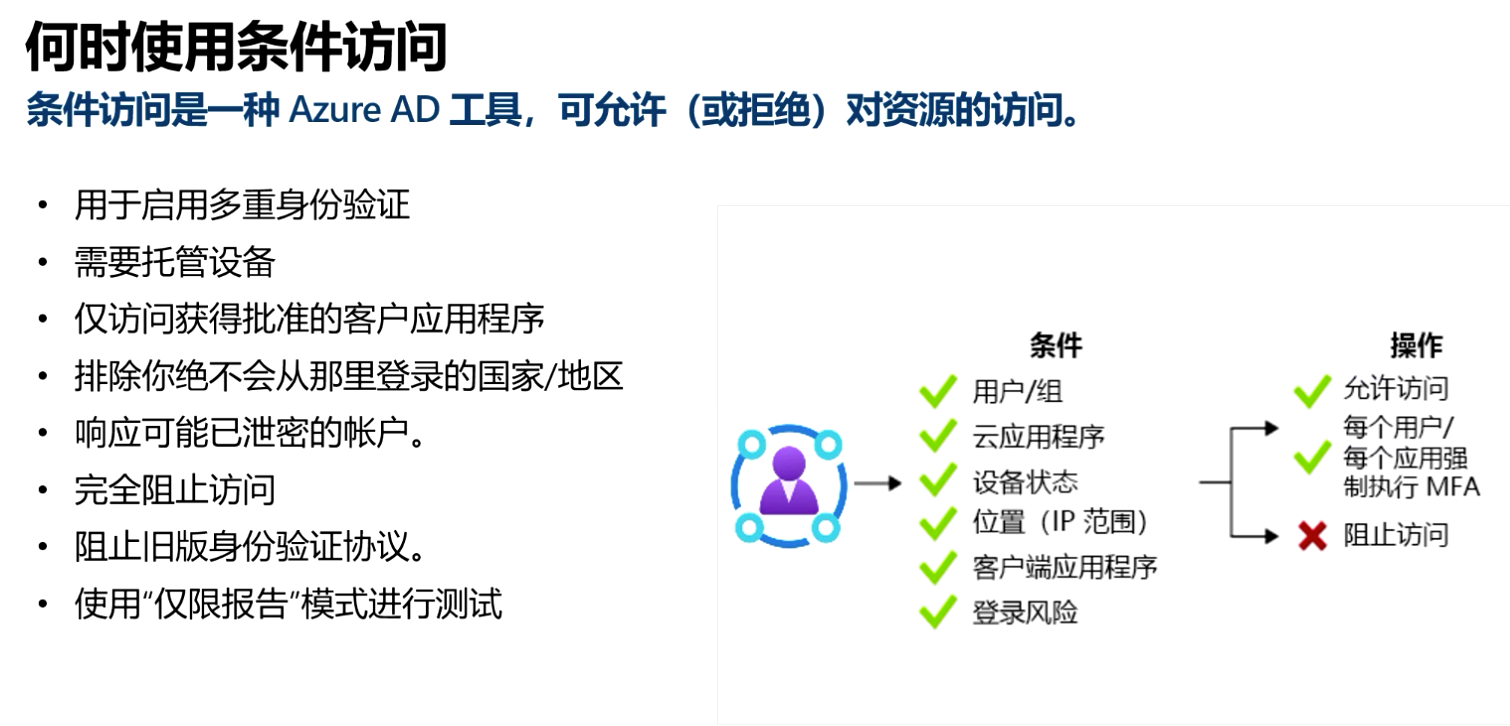 何时使用条件访问
条件访问是一种 Azure AD 工具，可允许（或拒绝）对资源的访问。
• 用于启用多重身份验证
• 需要托管设备
• 仅访问获得批准的客户应用程序
• 排除你绝不会从那里登录的国家/地区
• 响应可能已泄密的帐户。
• 完全阻止访问
• 阻止旧版身份验证协议。
• 使用“仅限报告”模式进行测试
条件
用户/组
云应用程序
设备状态
位置（IP 范围）
客户端应用程序
登录风险
操作
允许访问
每个用户/
每个应用强
制执行 MFA
阻止访问